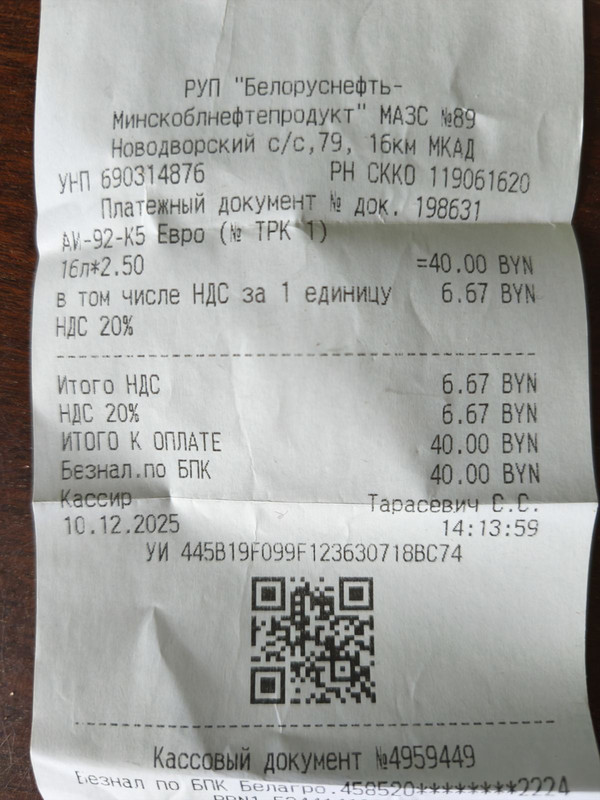 РУП "Белоруснефть-
Минскоблнефтепродукт" МАЗС №89
Новодворский с/с,79, 16км МКАД
УНП 690314876 РН СККО 119061620
Платежный документ № док. 198631
АИ-92-К5 Евро (№ ТРК 1)
16л*2.50 =40.00 BYN
в том числе НДС за 1 единицу 6.67 BYN
НДС 20%
Итого НДС 6.67 BYN
НДС 20% 6.67 BYN
ИТОГО К ОПЛАТЕ 40.00 BYN
Безнал.по БПК 40.00 BYN
Кассир Тарасевич С.С.
10.12.2025 14:13:59
УИ 445B19F099F123630718BC74
Кассовый документ №4959449
Безнал по БПК Белагро.458520********2224